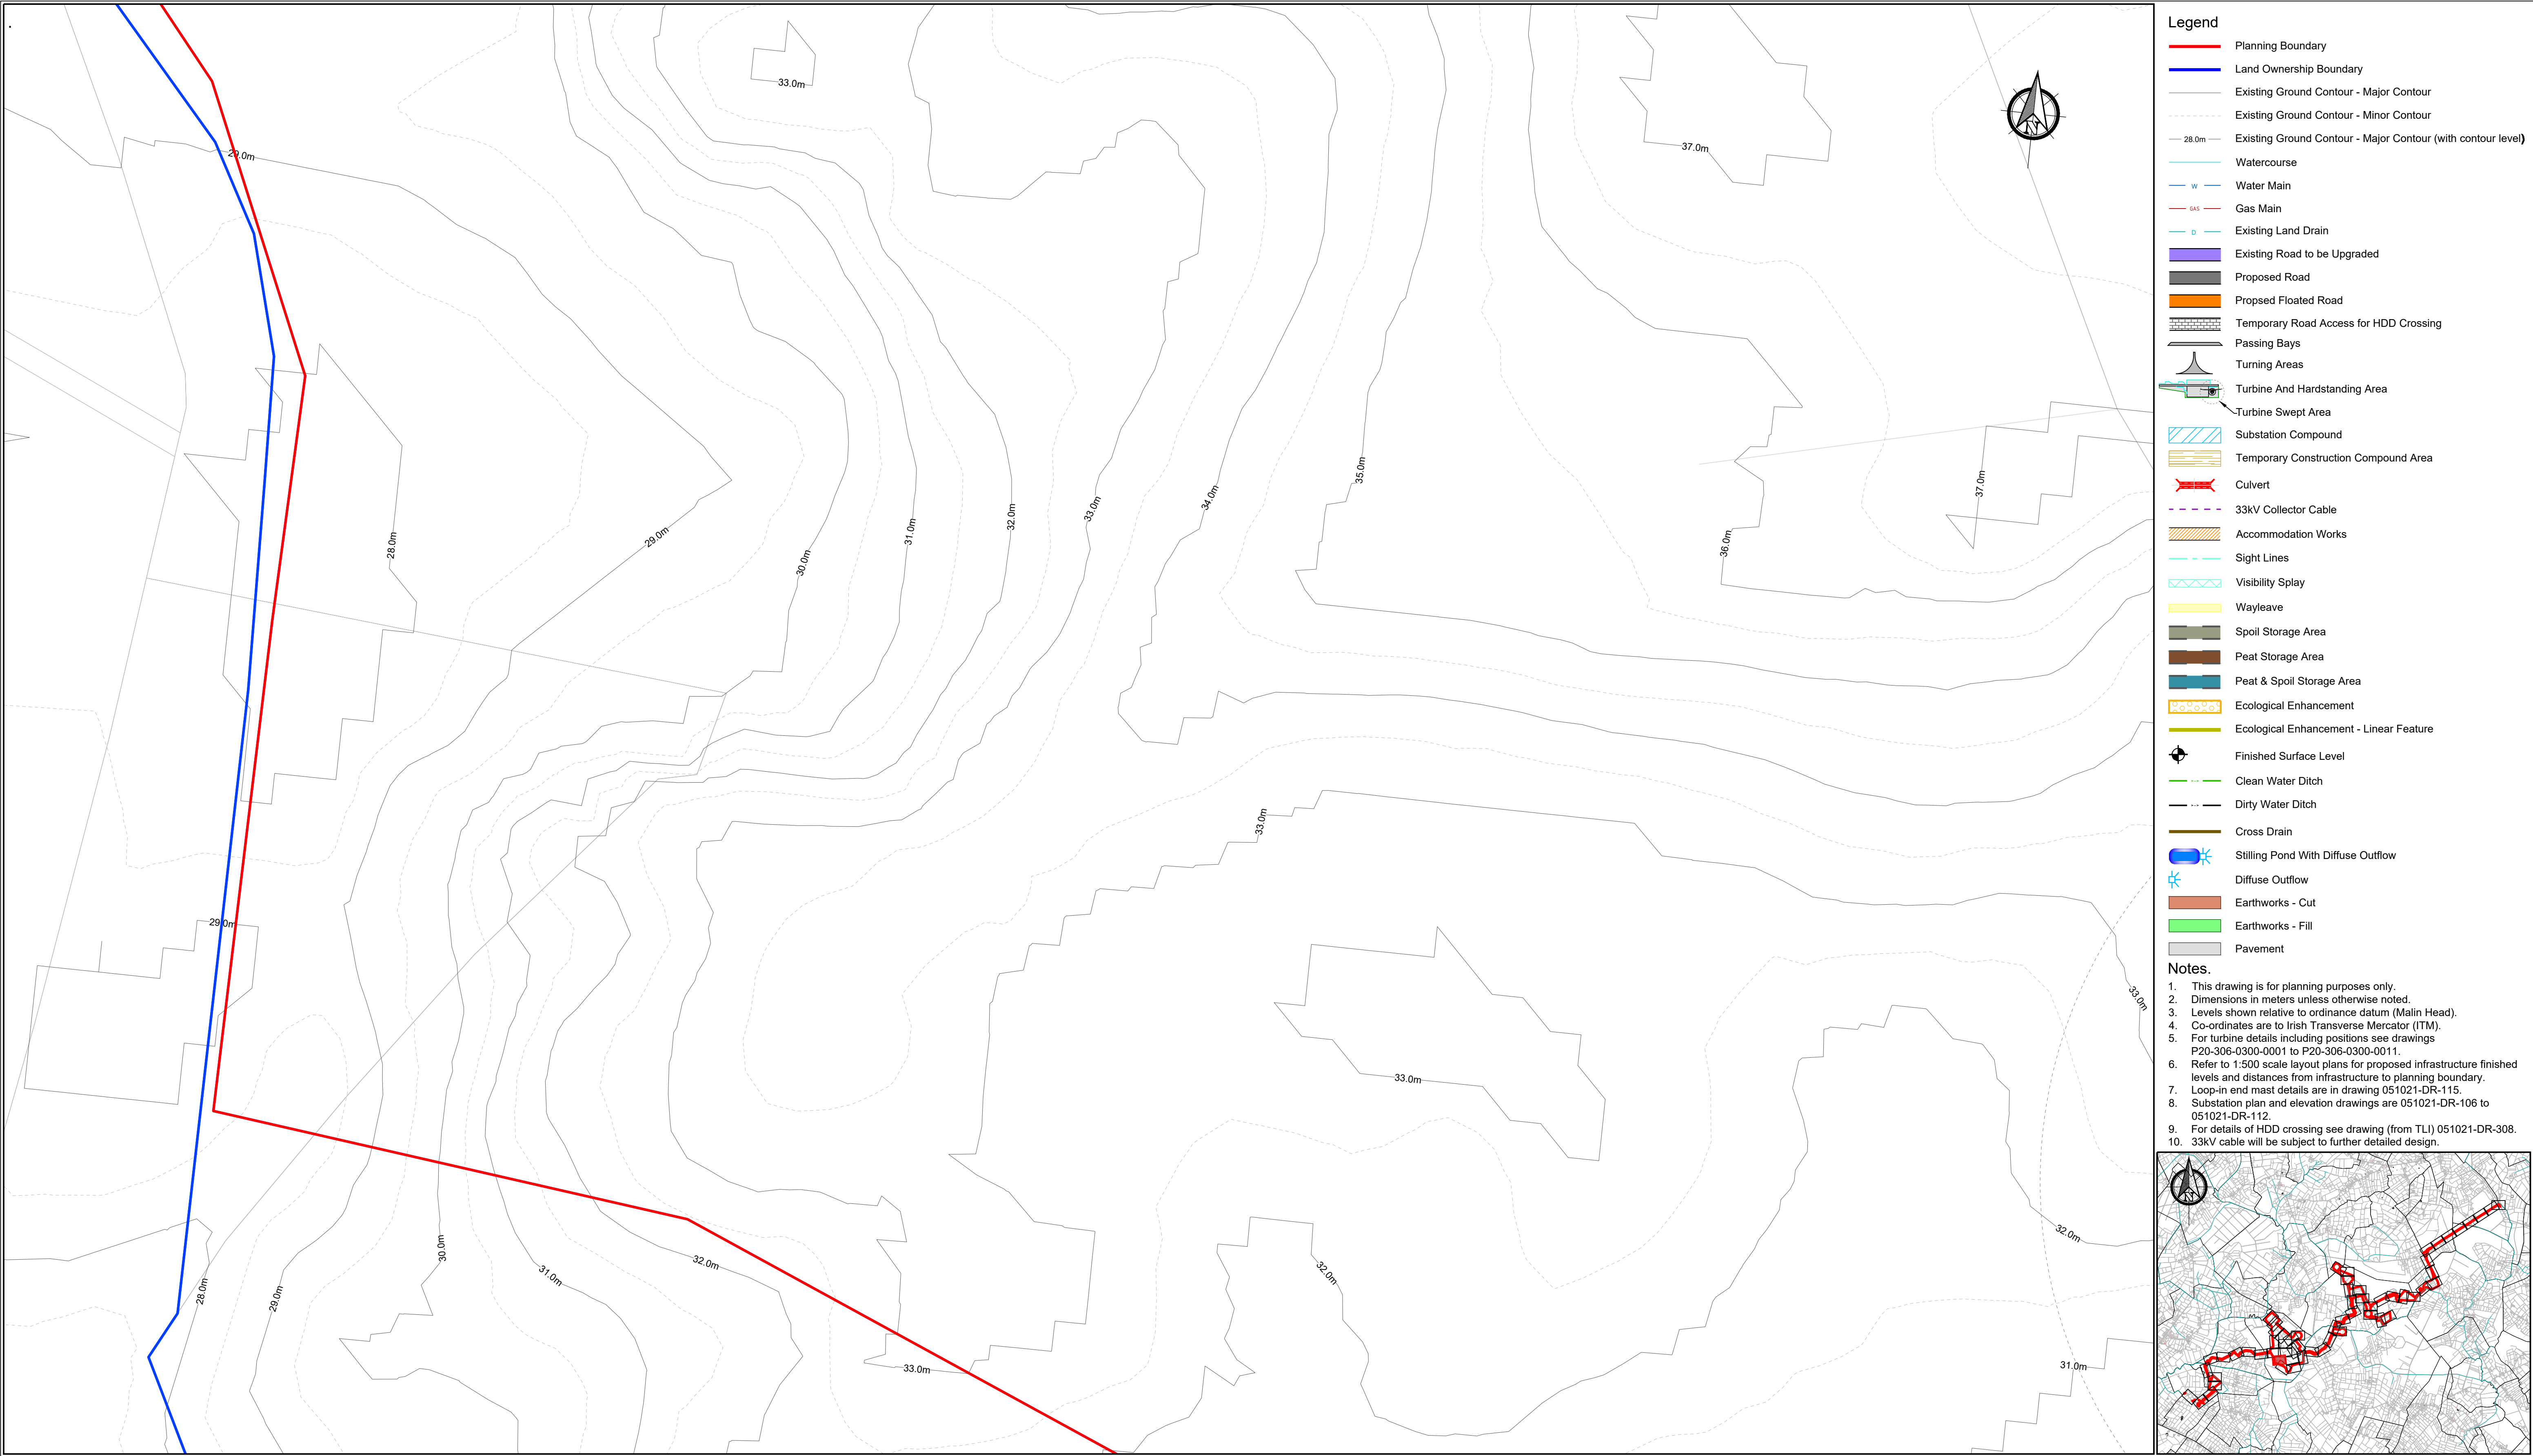 33.0m
29.0m
37.0m
28.0m
29.0m
30.0m
31.0m
32.0m
33.0m
34.0m
35.0m
36.0m
37.0m
33.0m
29.0m
33.0m
33.0m
28.0m
29.0m
30.0m
31.0m
32.0m
33.0m
32.0m
32.0m
31.0m
N
Legend
Planning Boundary
Land Ownership Boundary
Existing Ground Contour - Major Contour
Existing Ground Contour - Minor Contour
28.0m
Existing Ground Contour - Major Contour (with contour level)
Watercourse
W
Water Main
GAS
Gas Main
D
Existing Land Drain
Existing Road to be Upgraded
Proposed Road
Propsed Floated Road
Temporary Road Access for HDD Crossing
Passing Bays
Turning Areas
Turbine And Hardstanding Area
Turbine Swept Area
Substation Compound
Temporary Construction Compound Area
Culvert
33kV Collector Cable
Accommodation Works
Sight Lines
Visibility Splay
Wayleave
Spoil Storage Area
Peat Storage Area
Peat & Spoil Storage Area
Ecological Enhancement
Ecological Enhancement - Linear Feature
Finished Surface Level
Clean Water Ditch
Dirty Water Ditch
Cross Drain
Stilling Pond With Diffuse Outflow
Diffuse Outflow
Earthworks - Cut
Earthworks - Fill
Pavement
Notes.
1. This drawing is for planning purposes only.
2. Dimensions in meters unless otherwise noted.
3. Levels shown relative to ordinance datum (Malin Head).
4. Co-ordinates are to Irish Transverse Mercator (ITM).
5. For turbine details including positions see drawings
P20-306-0300-0001 to P20-306-0300-0011.
6. Refer to 1:500 scale layout plans for proposed infrastructure finished
levels and distances from infrastructure to planning boundary.
7. Loop-in end mast details are in drawing 051021-DR-115.
8. Substation plan and elevation drawings are 051021-DR-106 to
051021-DR-112.
9. For details of HDD crossing see drawing (from TLI) 051021-DR-308.
10. 33kV cable will be subject to further detailed design.
N